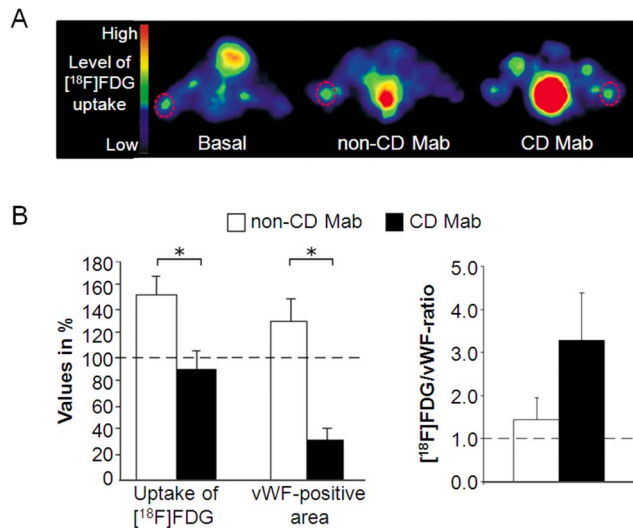 A
High
Level of
[18F]FDG
uptake
Low
Basal
non-CD Mab
CD Mab
B
non-CD Mab
CD Mab
*
*
Values in %
180
160
140
120
100
80
60
40
20
0
Uptake of
[18F]FDG
vWF-positive
area
[18F]FDG/vWF-ratio
5.0
4.0
3.0
2.0
1.0
0.0